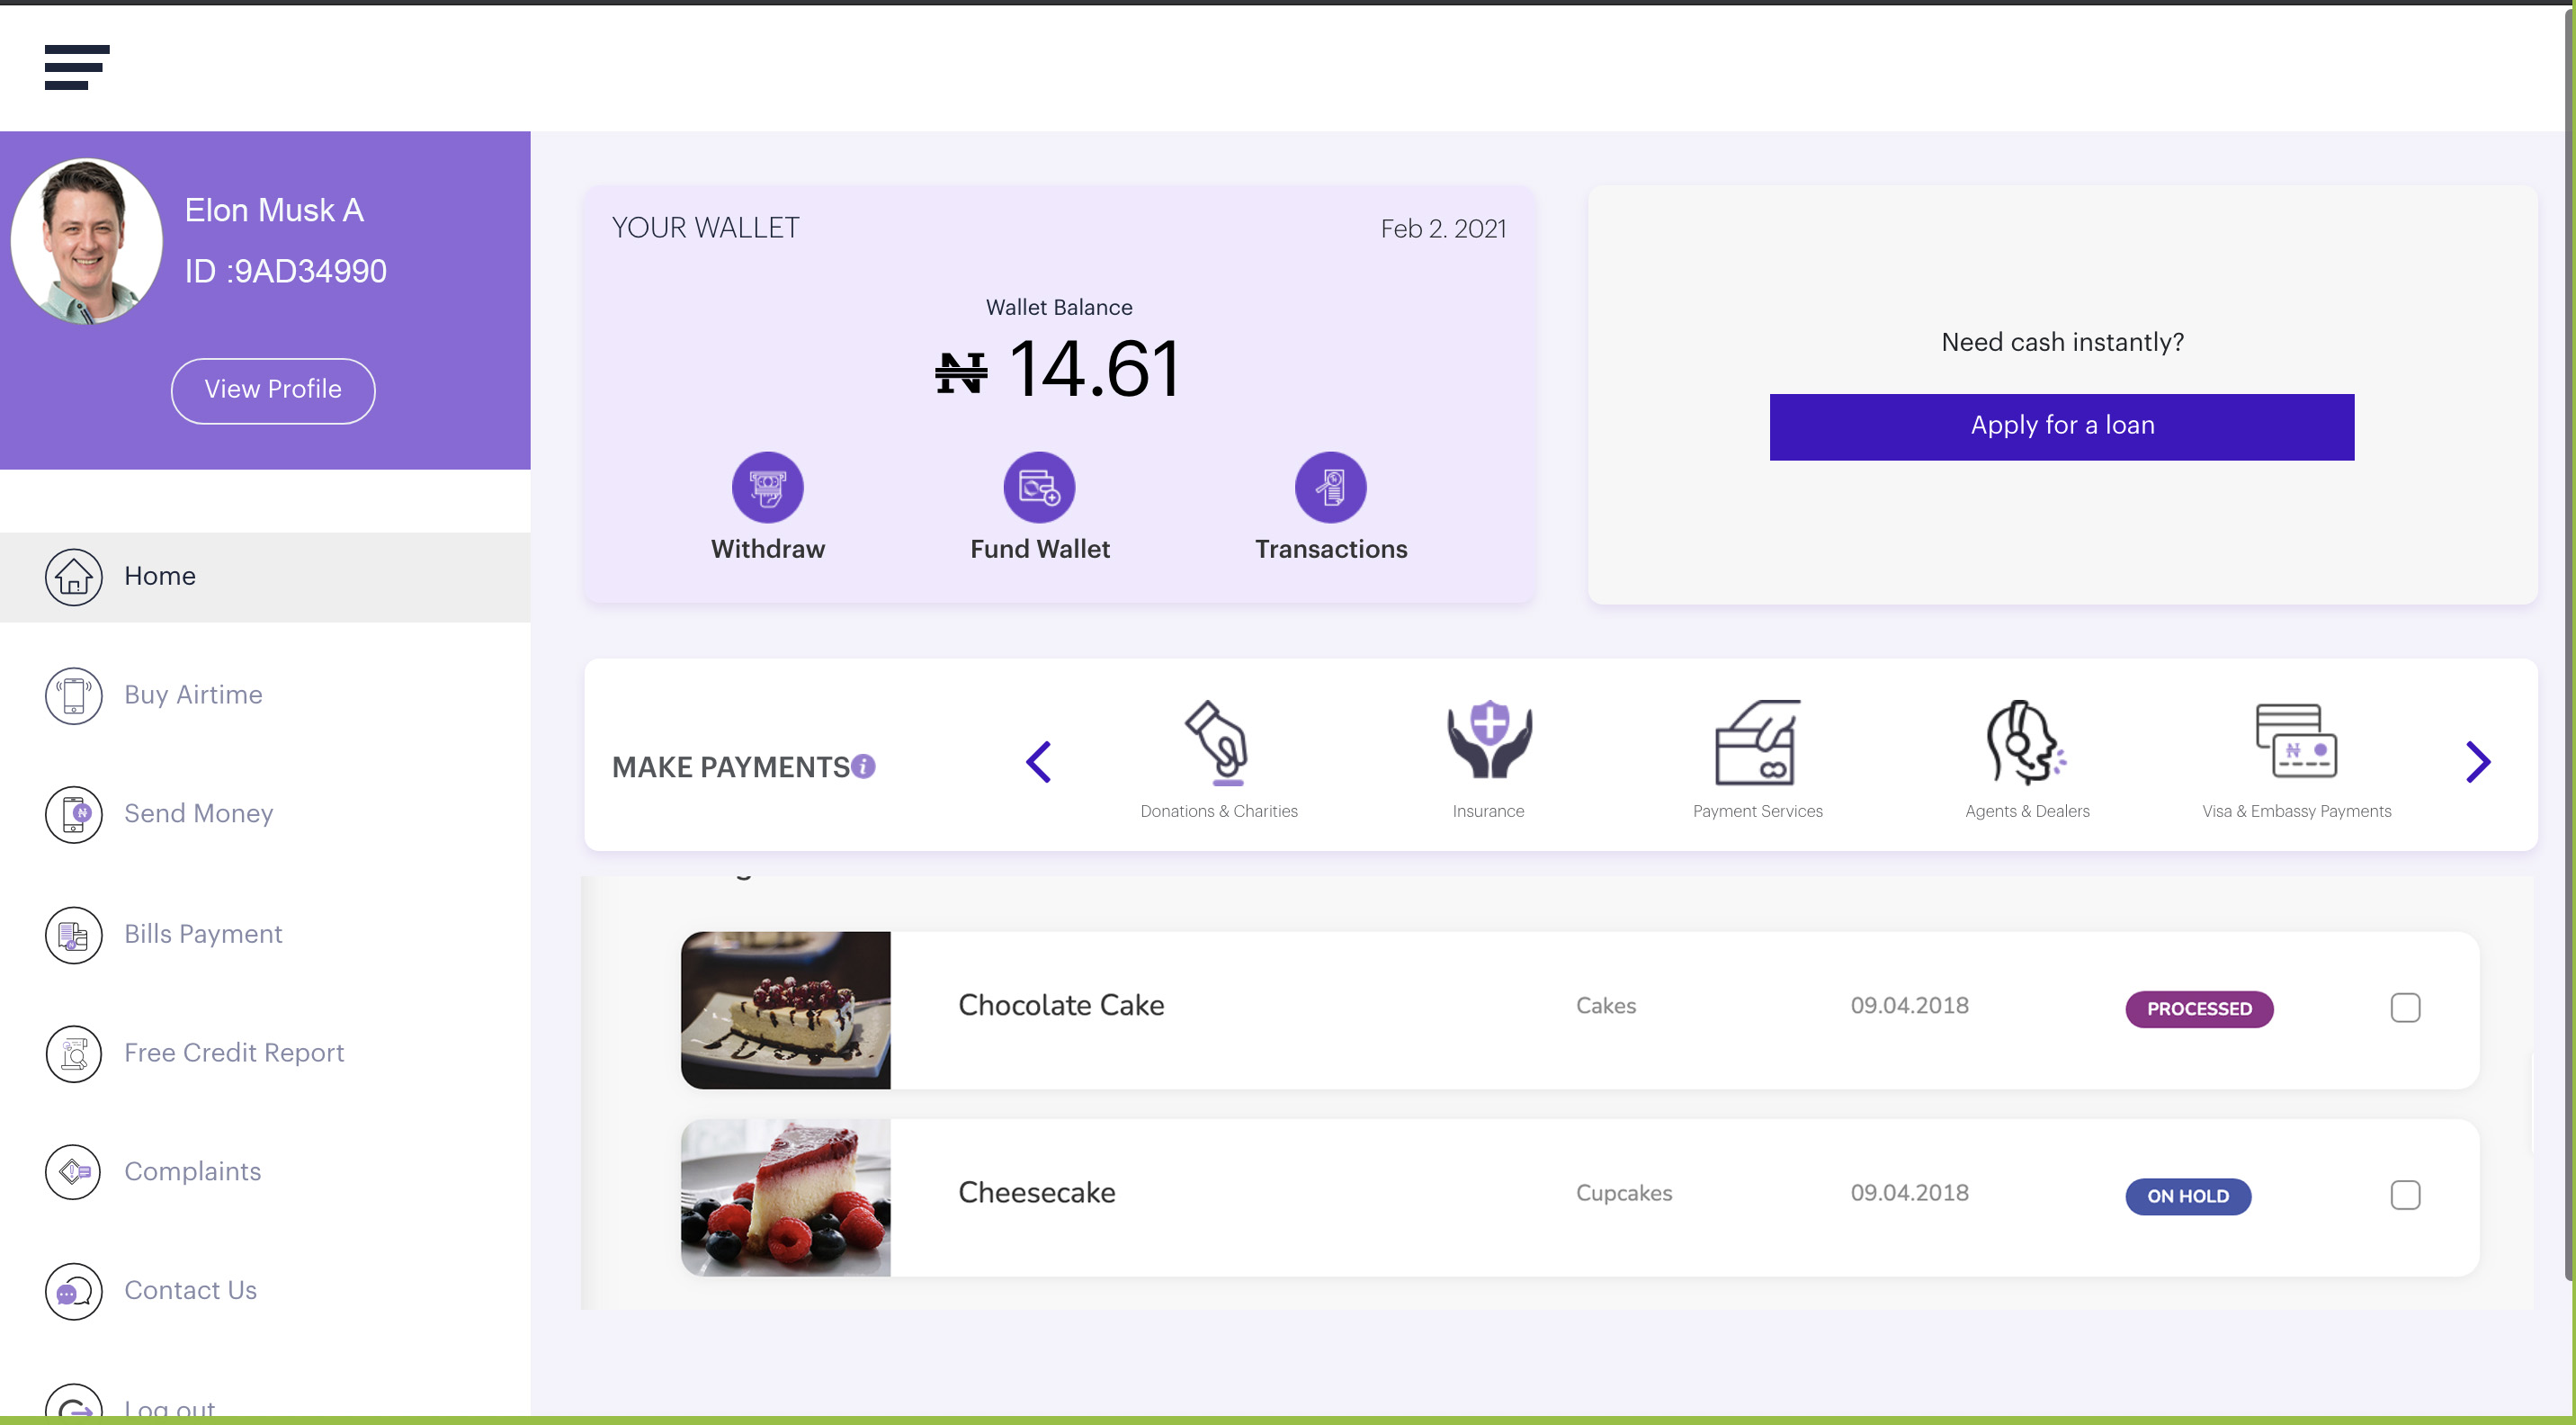 Elon Musk A
ID :9AD34990
View Profile
Home
Buy Airtime
Send Money
Bills Payment
Free Credit Report
Complaints
Contact Us
Log out
YOUR WALLET
Feb 2. 2021
Wallet Balance
₦ 14.61
Withdraw
Fund Wallet
Transactions
Need cash instantly?
Apply for a loan
MAKE PAYMENTS
Donations & Charities
Insurance
Payment Services
Agents & Dealers
Visa & Embassy Payments
Chocolate Cake
Cakes
09.04.2018
PROCESSED
Cheesecake
Cupcakes
09.04.2018
ON HOLD